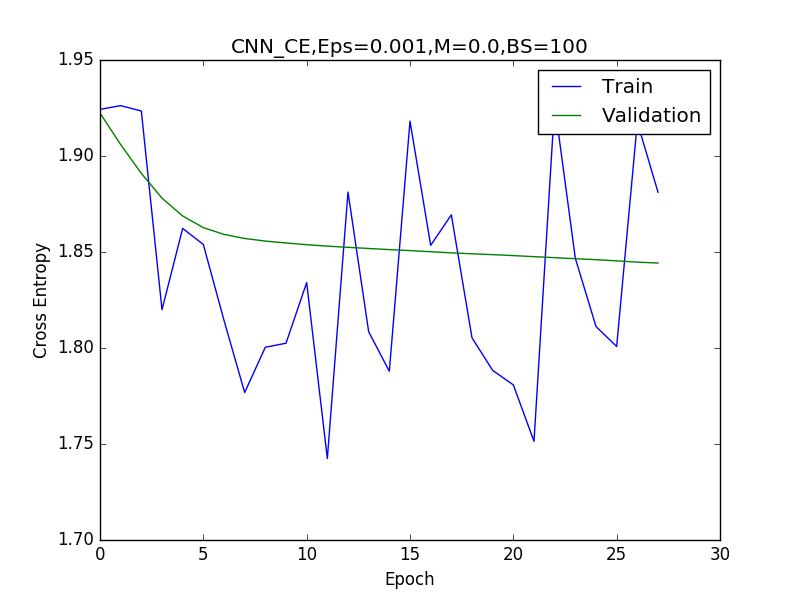 CNN_CE,Eps=0.001,M=0.0,BS=100
1.95
Train
Validation
1.90
1.85
Cross Entropy
1.80
1.75
1.70
0 5 10 15 20 25 30
Epoch